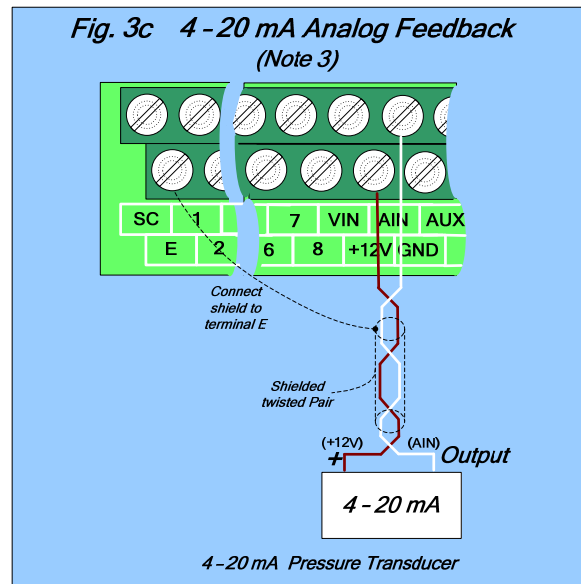 Fig. 3c 4 - 20 mA Analog Feedback
(Note 3)
SC 1 7 VIN AIN AUX
E 2 6 8 +12V GND
Connect
shield to
terminal E
Shielded
twisted Pair
(+12V) (AIN)
+ Output
4 - 20 mA
4 - 20 mA Pressure Transducer